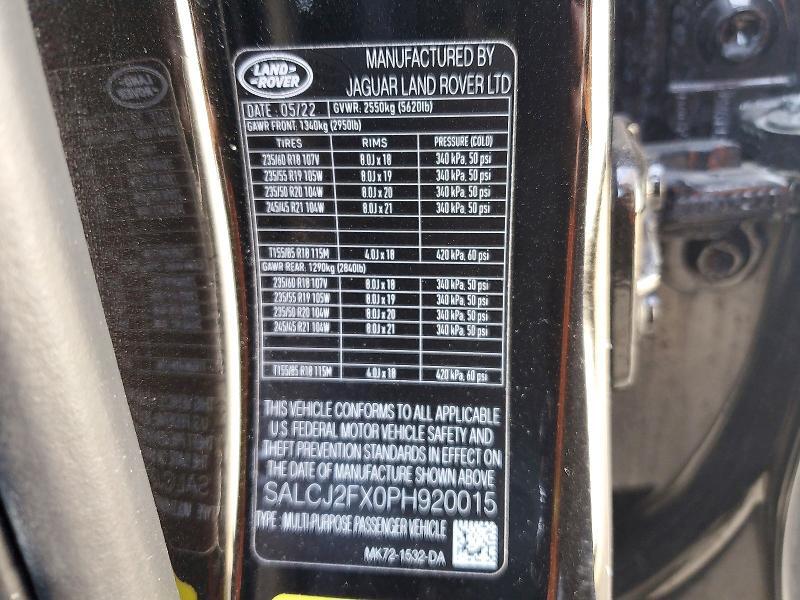 LAND ROVER
MANUFACTURED BY
JAGUAR LAND ROVER LTD
DATE: 05/22 GVWR: 2550kg (5620lb)
GAWR FRONT: 1340kg (2950lb)
TIRES RIMS PRESSURE (COLD)
235/60 R18 107V 8.0J x 18 340 kPa, 50 psi
235/55 R19 105W 8.0J x 19 340 kPa, 50 psi
235/50 R20 104W 8.0J x 20 340 kPa, 50 psi
245/45 R21 104W 8.0J x 21 340 kPa, 50 psi
T155/85 R18 115M 4.0J x 18 420 kPa, 60 psi
GAWR REAR: 1290kg (2840lb)
235/60 R18 107V 8.0J x 18 340 kPa, 50 psi
235/55 R19 105W 8.0J x 19 340 kPa, 50 psi
235/50 R20 104W 8.0J x 20 340 kPa, 50 psi
245/45 R21 104W 8.0J x 21 340 kPa, 50 psi
T155/85 R18 115M 4.0J x 18 420 kPa, 60 psi
THIS VEHICLE CONFORMS TO ALL APPLICABLE
U.S. FEDERAL MOTOR VEHICLE SAFETY AND
THEFT PREVENTION STANDARDS IN EFFECT ON
THE DATE OF MANUFACTURE SHOWN ABOVE
SALCJ2FX0PH920015
TYPE: MULTI-PURPOSE PASSENGER VEHICLE
MK72-1532-DA